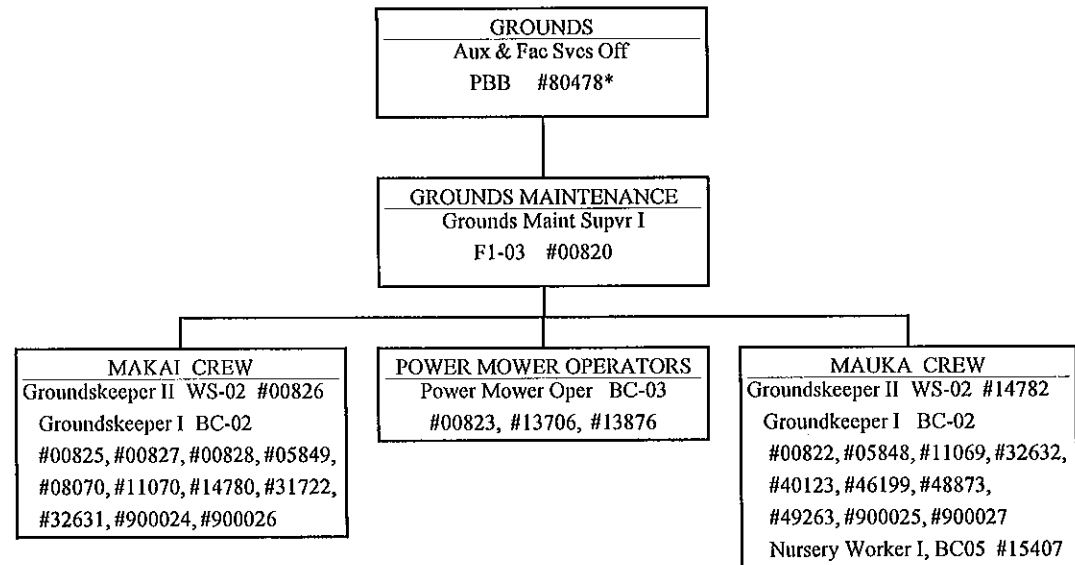 GROUNDS
Aux & Fac Svcs Off
PBB #80478*
GROUNDS MAINTENANCE
Grounds Maint Supvr I
F1-03 #00820
MAKAI CREW
Groundskeeper II WS-02 #00826
Groundskeeper I BC-02
#00825, #00827, #00828, #05849,
#08070, #11070, #14780, #31722,
#32631, #900024, #900026
POWER MOWER OPERATORS
Power Mower Oper BC-03
#00823, #13706, #13876
MAUKA CREW
Groundskeeper II WS-02 #14782
Groundkeeper I BC-02
#00822, #05848, #11069, #32632,
#40123, #46199, #48873,
#49263, #900025, #900027
Nursery Worker I, BC05 #15407